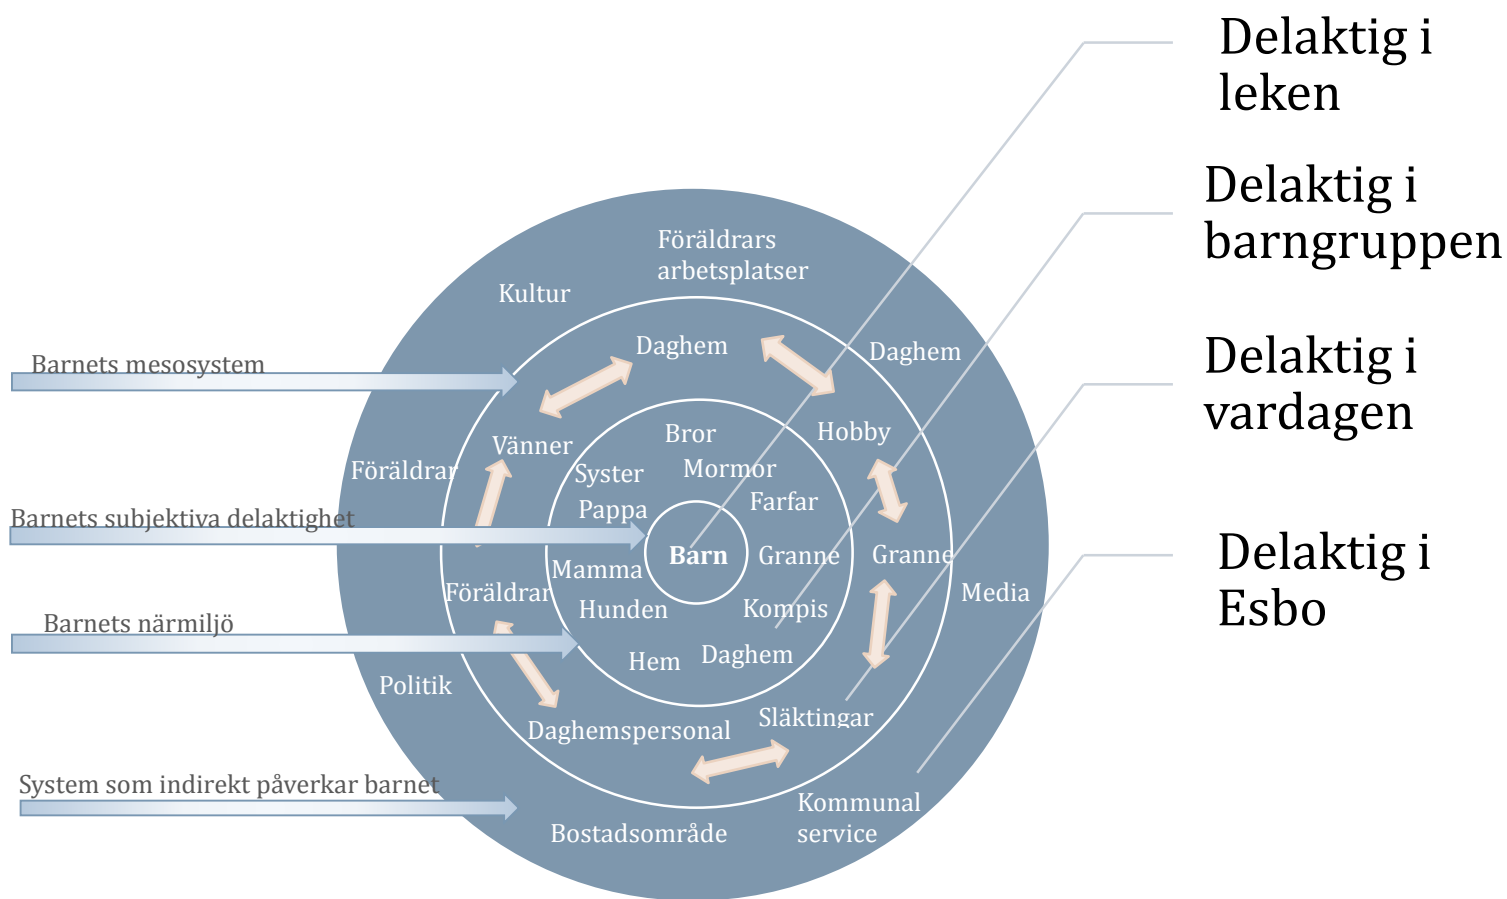 Delaktig i
leken
Delaktig i
barngruppen
Delaktig i
vardagen
Delaktig i
Esbo
Barnets mesosystem
Barnets subjektiva delaktighet
Barnets närmiljö
System som indirekt påverkar barnet
Föräldrars
arbetsplatser
Kultur
Daghem
Föräldrar
Media
Politik
Bostadsområde
Kommunal
service
Daghem
Vänner
Hobby
Granne
Föräldrar
Daghemspersonal
Släktingar
Bror
Syster
Mormor
Pappa
Farfar
Barn
Granne
Mamma
Hunden
Kompis
Hem
Daghem